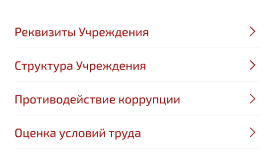 Реквизиты Учреждения
Структура Учреждения
Противодействие коррупции
Оценка условий труда